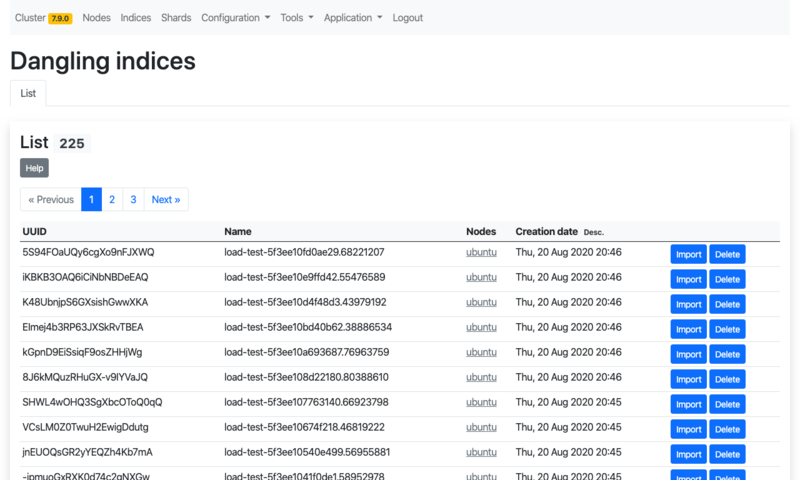 Cluster 7.9.0 Nodes Indices Shards Configuration Tools Application Logout
Dangling indices
List
List 225
Help
« Previous 1 2 3 Next »
UUID Name Nodes Creation date Desc.
5S94FOaUQy6cgXo9nFJXWQ load-test-5f3ee10fd0ae29.68221207 ubuntu Thu, 20 Aug 2020 20:46 Import Delete
iKBKB3OAQ6iCiNbNBDeEAQ load-test-5f3ee10e9ffd42.55476589 ubuntu Thu, 20 Aug 2020 20:46 Import Delete
K48UbnjpS6GXsishGwwXKA load-test-5f3ee10d4f48d3.43979192 ubuntu Thu, 20 Aug 2020 20:46 Import Delete
Elmej4b3RP63JXSkRvTBEA load-test-5f3ee10bd40b62.38886534 ubuntu Thu, 20 Aug 2020 20:46 Import Delete
kGpnD9EiSsiqF9osZHHjWg load-test-5f3ee10a693687.76963759 ubuntu Thu, 20 Aug 2020 20:46 Import Delete
8J6kMQuzRHuGX-v9IYVaJQ load-test-5f3ee108d22180.80388610 ubuntu Thu, 20 Aug 2020 20:46 Import Delete
SHWL4wOHQ3SgXbcOToQ0qQ load-test-5f3ee107763140.66923798 ubuntu Thu, 20 Aug 2020 20:45 Import Delete
VCsLM0Z0TwuH2EwigDdutg load-test-5f3ee10674f218.46819222 ubuntu Thu, 20 Aug 2020 20:45 Import Delete
jnEUOQsGR2yYEQZh4Kb7mA load-test-5f3ee10540e499.56955881 ubuntu Thu, 20 Aug 2020 20:45 Import Delete
-jpmuoGxRXK0d74c2gNXGw load-test-5f3ee1041f0de1.58952978 ubuntu Thu, 20 Aug 2020 20:45 Import Delete